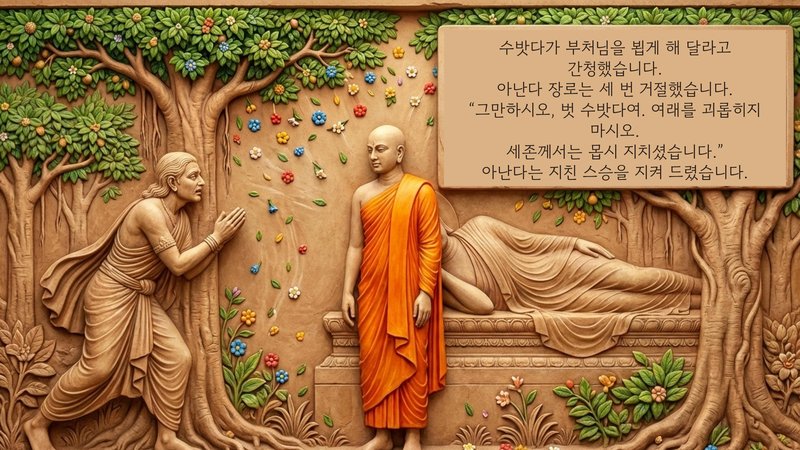 수밧다가 부처님을 뵙게 해 달라고
간청했습니다.
아난다 장로는 세 번 거절했습니다.
“그만하시오, 벗 수밧다여. 여래를 괴롭히지
마시오.
세존께서는 몹시 지치셨습니다.”
아난다는 지친 스승을 지켜 드렸습니다.